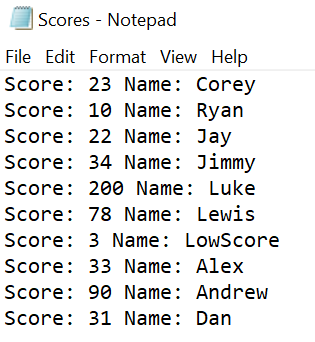 Scores - Notepad
File Edit Format View Help
Score: 23 Name: Corey
Score: 10 Name: Ryan
Score: 22 Name: Jay
Score: 34 Name: Jimmy
Score: 200 Name: Luke
Score: 78 Name: Lewis
Score: 3 Name: LowScore
Score: 33 Name: Alex
Score: 90 Name: Andrew
Score: 31 Name: Dan